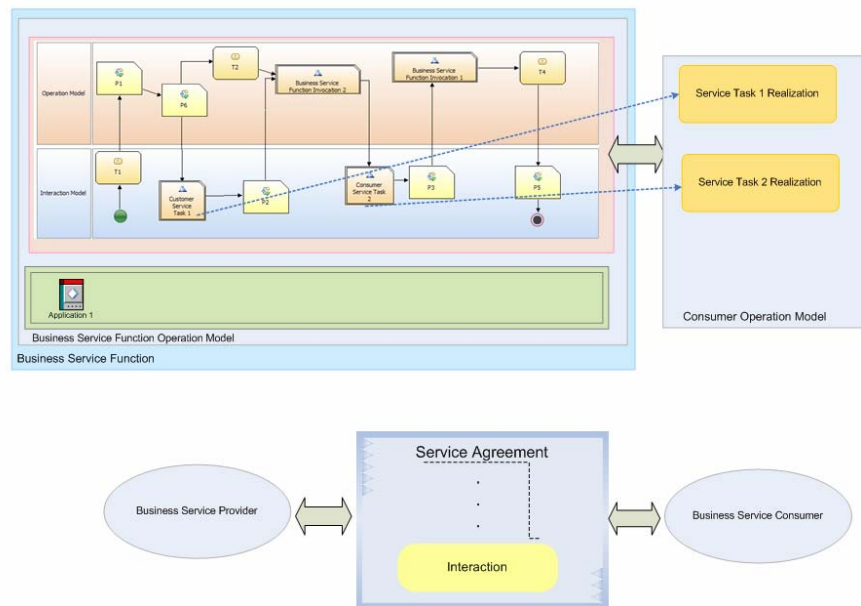 Operation Model
P1
P6
T2
Business Service
Function Invocation 2
Business Service
Function Invocation 1
T4
Interaction Model
T1
Customer
Service
Task 1
P2
Consumer
Service Task
2
P3
P5
Application 1
Business Service Function Operation Model
Business Service Function
Service Task 1 Realization
Service Task 2 Realization
Consumer Operation Model
Service Agreement
Business Service Provider
Business Service Consumer
Interaction